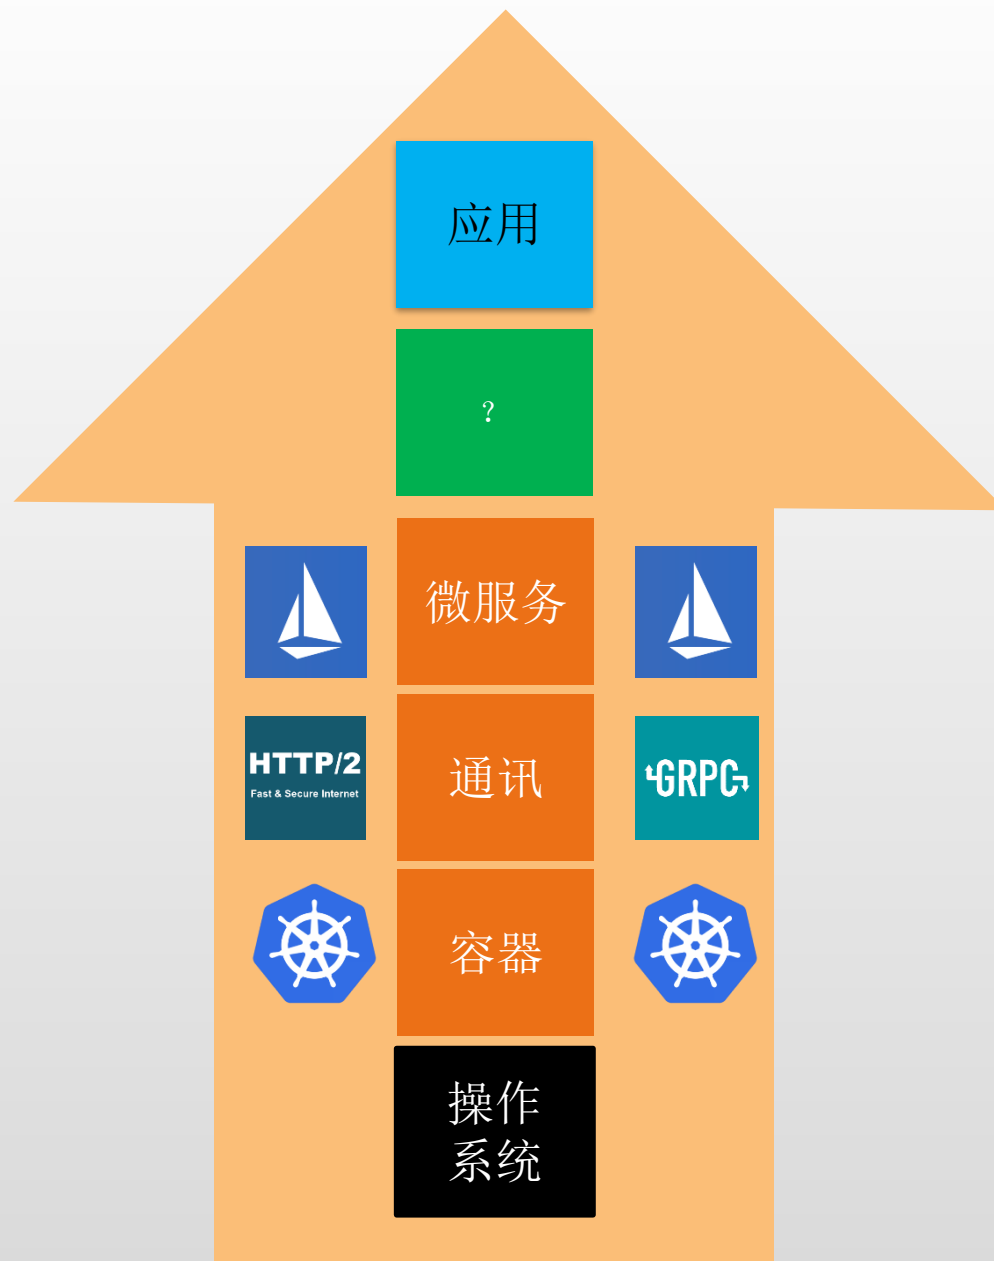 应用
?
微服务
HTTP/2
Fast & Secure Internet
通讯
GRPC
容器
操作
系统